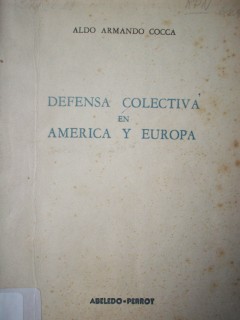 ALDO ARMANDO COCCA
DEFENSA COLECTIVA
EN
AMERICA Y EUROPA
ABELEDO-PERROT